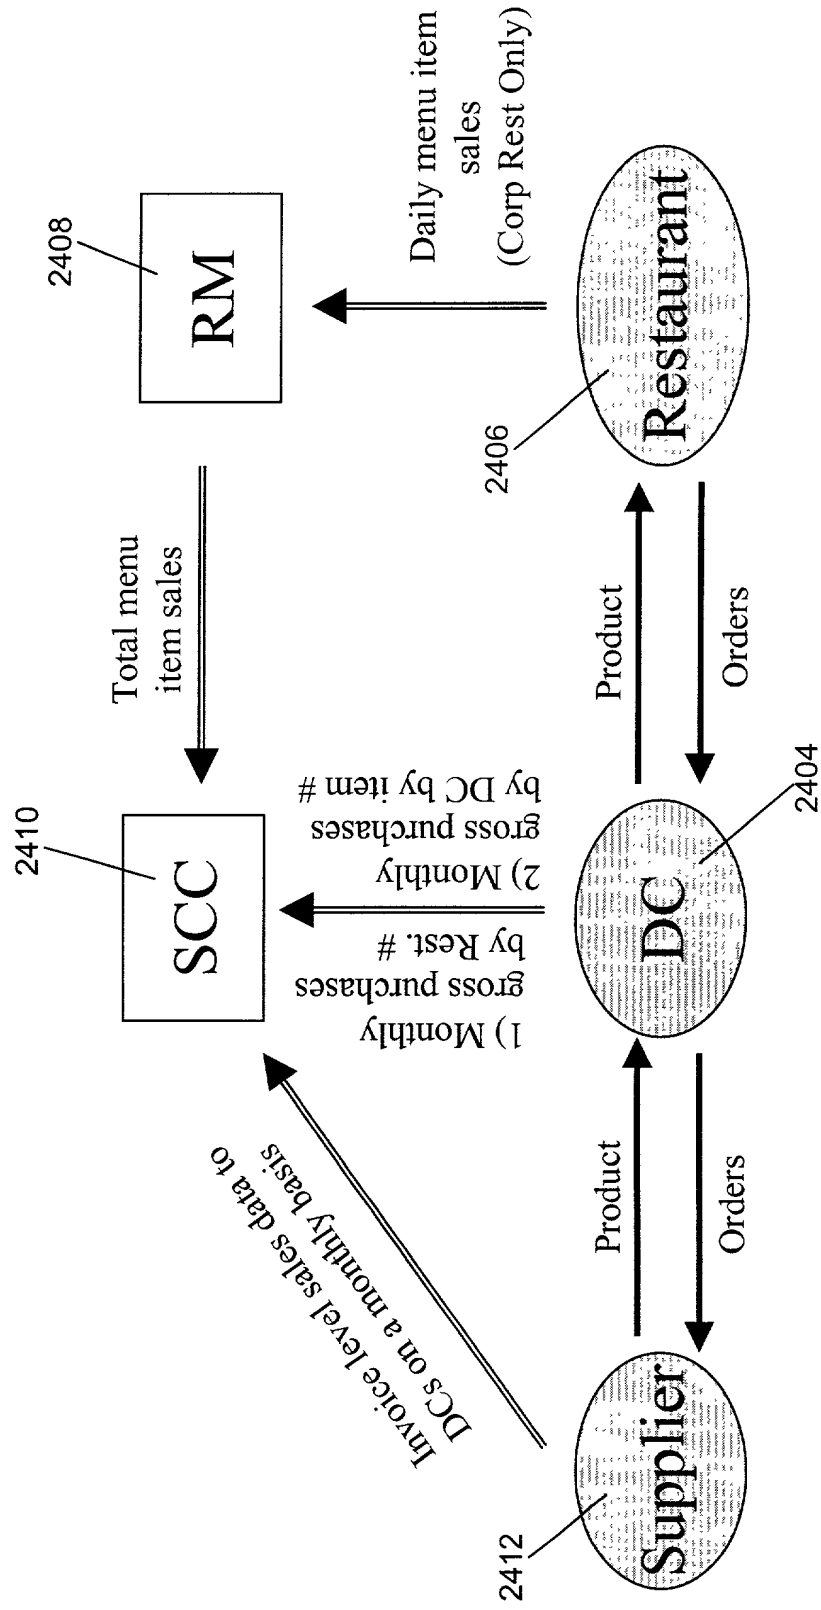 2410
SCC
Total menu
item sales
2408
RM
Invoice level sales data to
DCs on a monthly basis
1) Monthly
gross purchases
by Rest. #
2) Monthly
gross purchases
by DC by item #
Daily menu item
sales
(Corp Rest Only)
2412
Supplier
Product
Orders
DC
2404
Product
Orders
2406
Restaurant